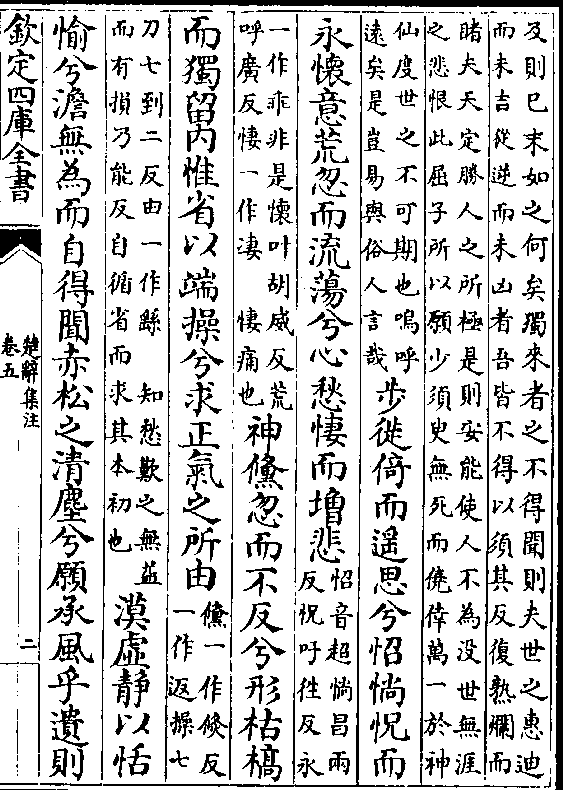 及則已末如之何矣獨來者之不得聞則夫世之惠迪
而未吉從逆而未凶者吾皆不得以須其反復熟爛而
睹夫天定勝人之所極是則安能使人不為没世無涯
之悲恨此屈子所以願少須臾無死而僥倖萬一於神
仙度世之不可期也嗚呼
遠矣是豈易與俗人言哉
步徙倚而遥思兮怊惝怳而
永懷意荒忽而流蕩兮心愁悽而増悲
怊音超惝昌兩
反怳吁往反永
一作乖非是懷叶胡威反荒
呼廣反悽一作凄　悽痛也
神儵忽而不反兮形枯槁
而獨留内惟省以端操兮求正氣之所由
儵一作倐反
一作返操七
刀七到二反由一作繇　知愁歎之無益
而有損乃能反自循省而求其本初也
漠虚靜以恬
愉兮澹無為而自得聞赤松之清塵兮願承風乎遺則
欽定四庫全書
楚辭集注
卷五
二